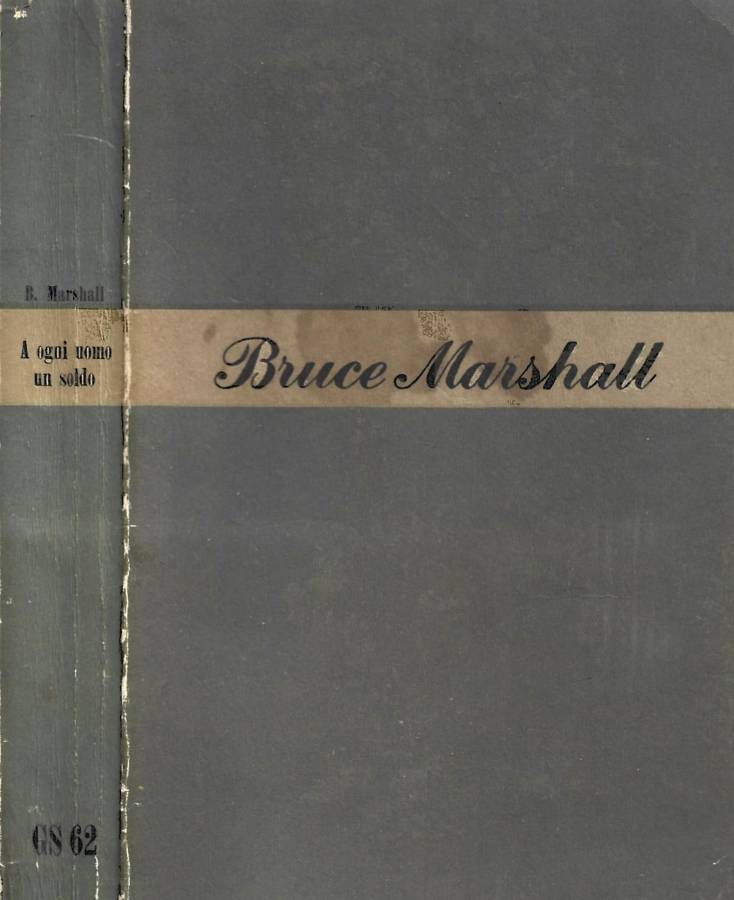 B. Marshall
A ogni uomo
un soldo
GS 62
Bruce Marshall